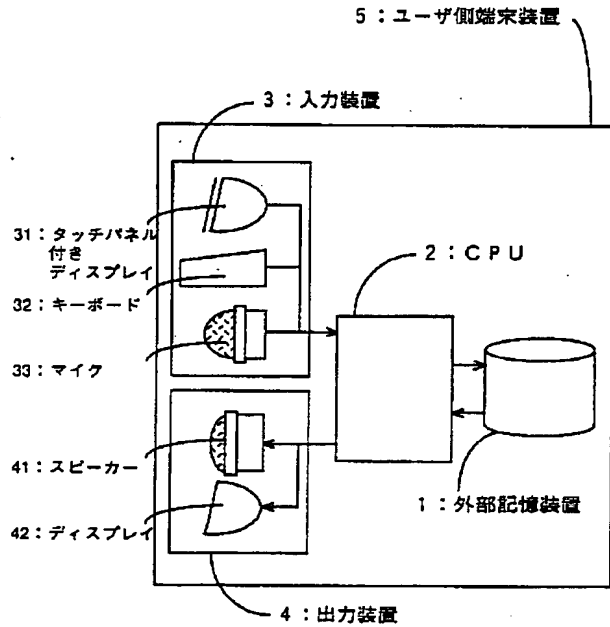 5：ユーザ側端末装置
3：入力装置
31：タッチパネル
付き
ディスプレイ
2：CPU
32：キーボード
33：マイク
41：スピーカー
1：外部記憶装置
42：ディスプレイ
4：出力装置